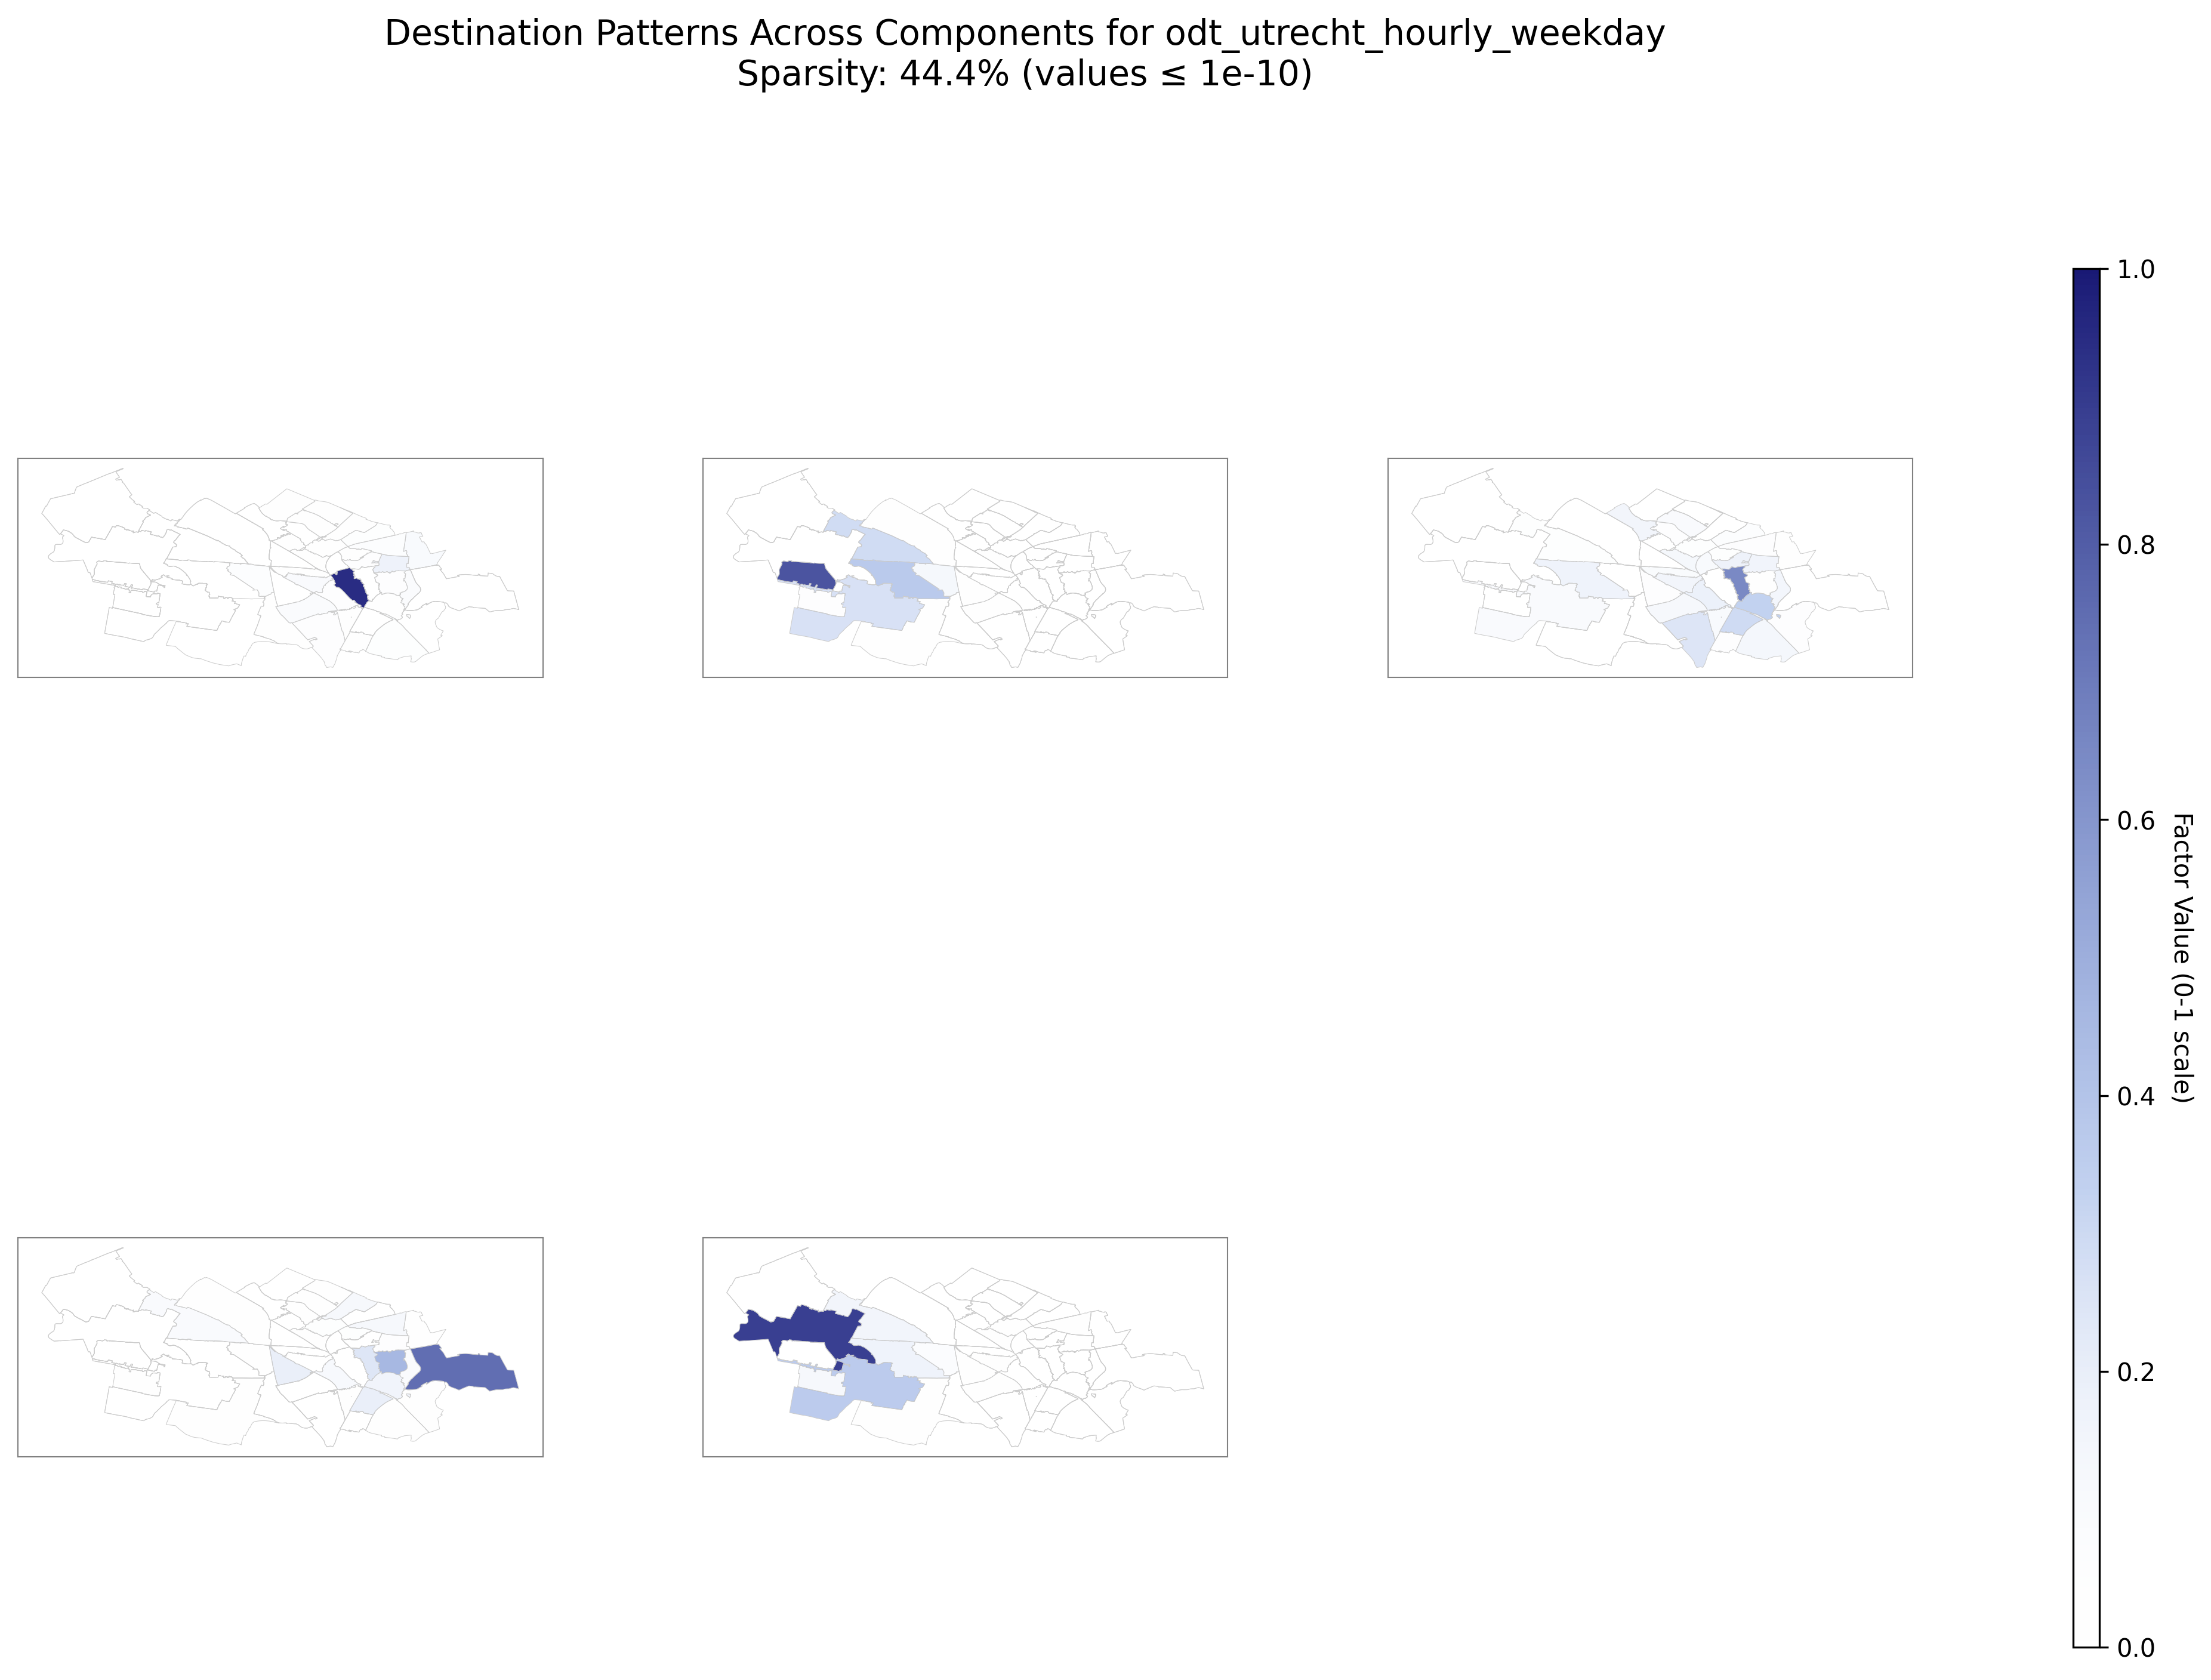 Destination Patterns Across Components for odt_utrecht_hourly_weekday
Sparsity: 44.4% (values ≤ 1e-10)
1.0
0.8
0.6
0.4
0.2
0.0
Factor Value (0-1 scale)